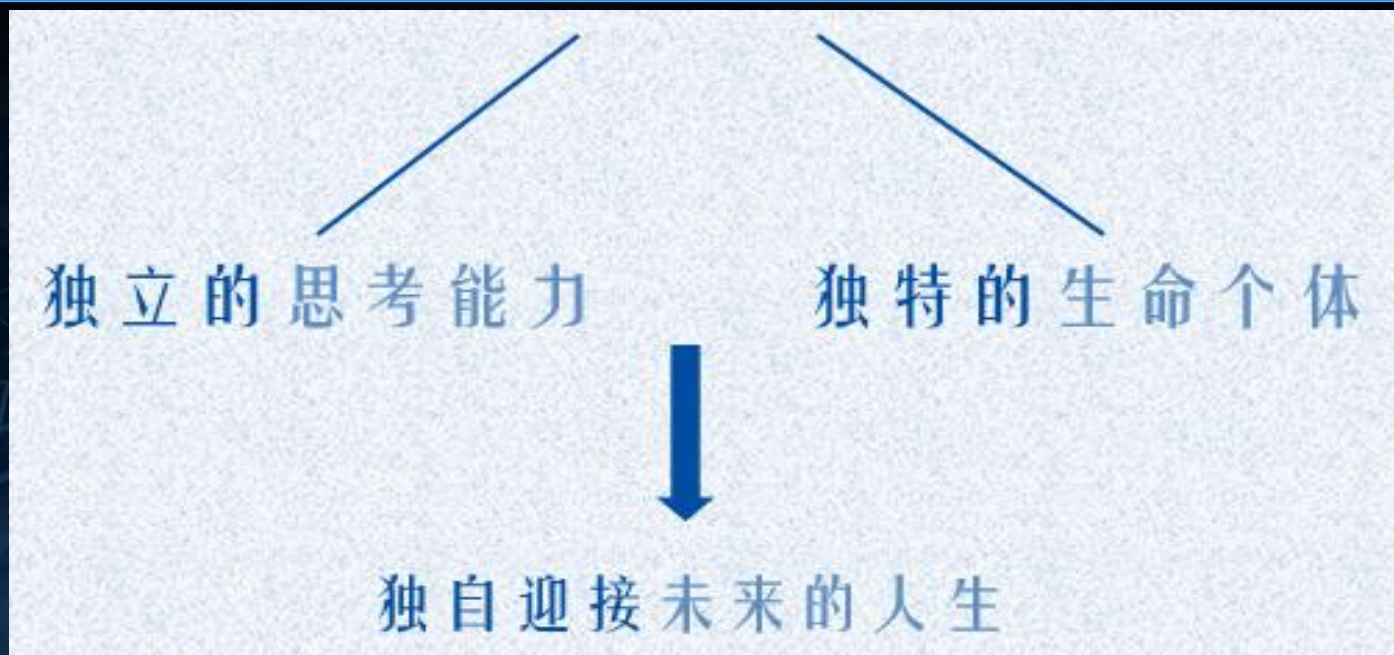 独立的思考能力
独特的生命个体
独自迎接未来的人生